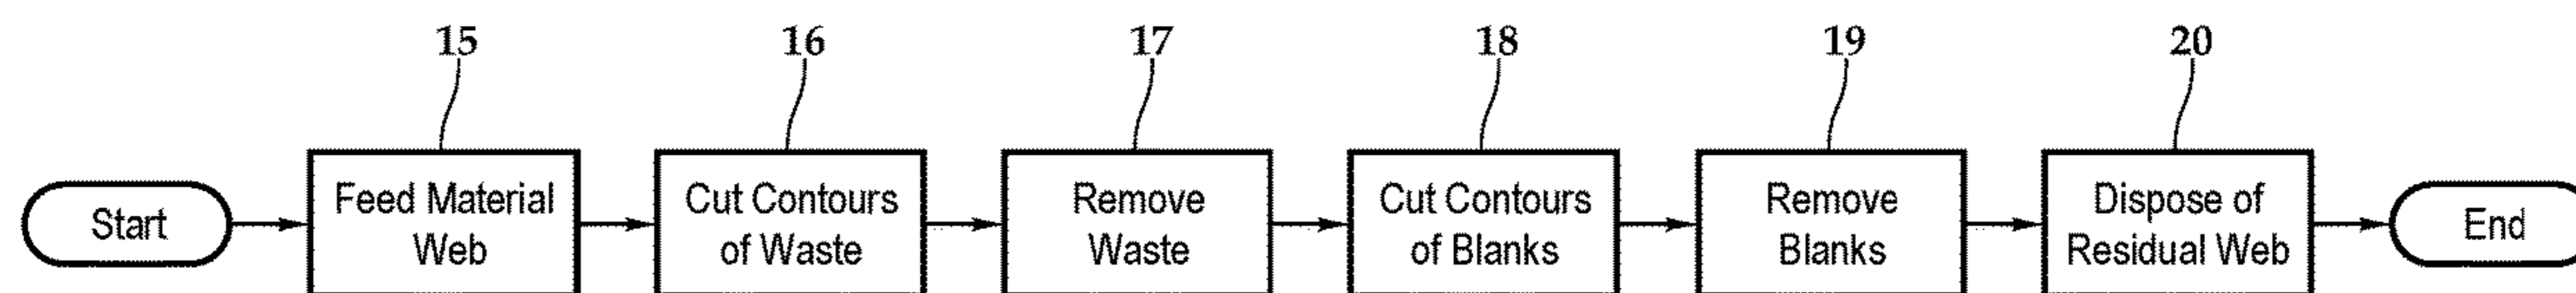 15
16
17
18
19
20
Start
Feed Material
Web
Cut Contours
of Waste
Remove
Waste
Cut Contours
of Blanks
Remove
Blanks
Dispose of
Residual Web
End